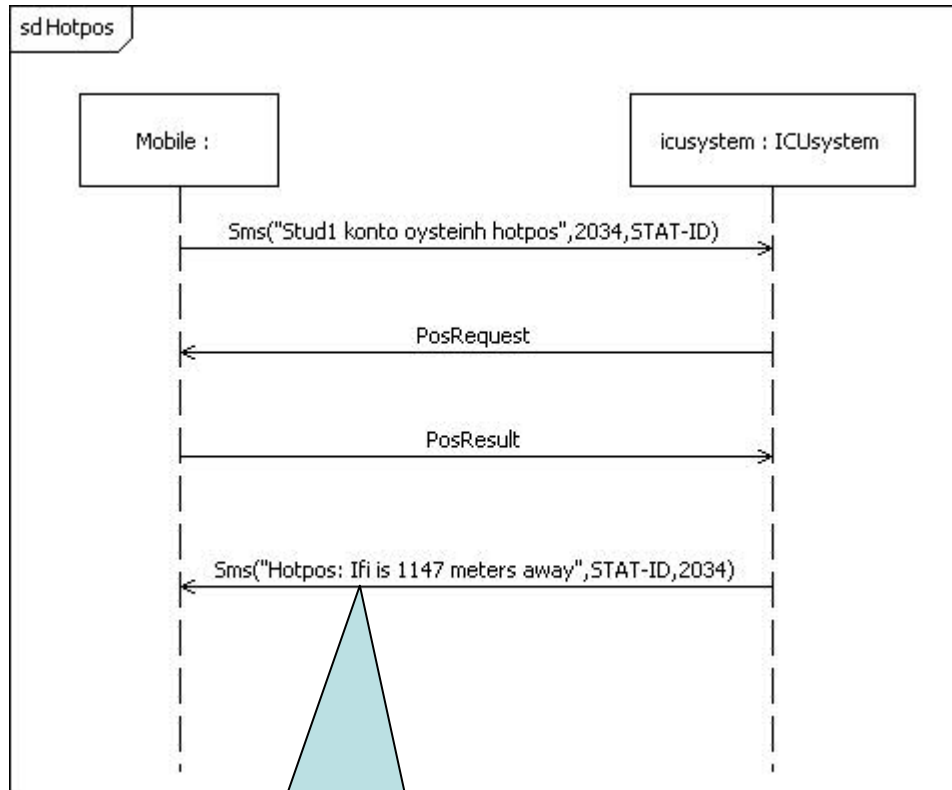 sd Hotpos
Mobile :
icusystem : ICUsystem
Sms("Stud1 konto oysteinh hotpos",2034,STAT-ID)
PosRequest
PosResult
Sms("Hotpos: Ifi is 1147 meters away",STAT-ID,2034)